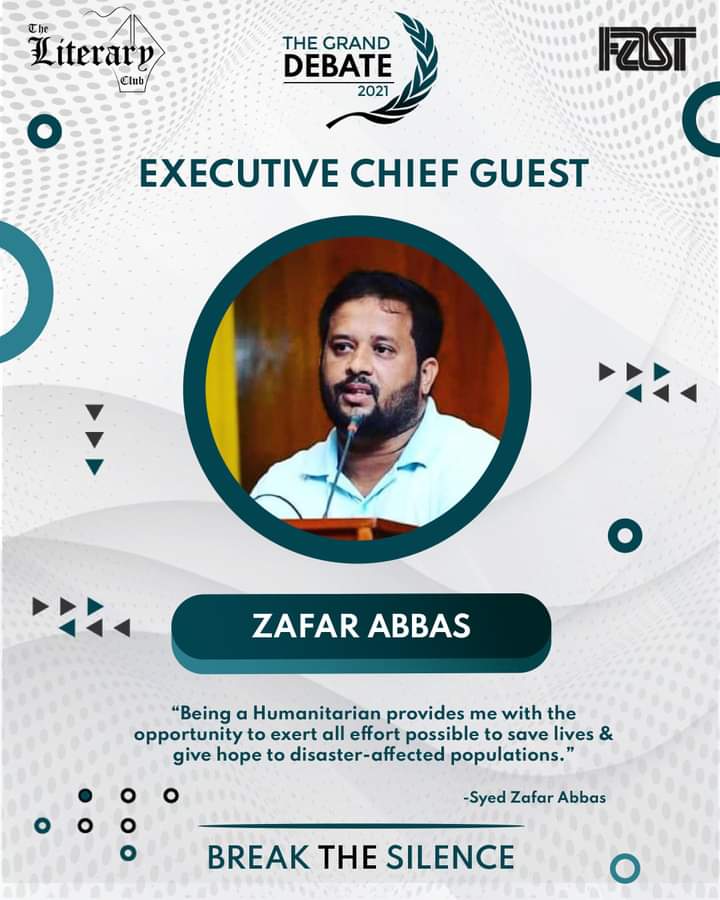 The
Literary
Club
THE GRAND
DEBATE
2021
FAST
EXECUTIVE CHIEF GUEST
ZAFAR ABBAS
“Being a Humanitarian provides me with the
opportunity to exert all effort possible to save lives &
give hope to disaster-affected populations.”
-Syed Zafar Abbas
BREAK THE SILENCE